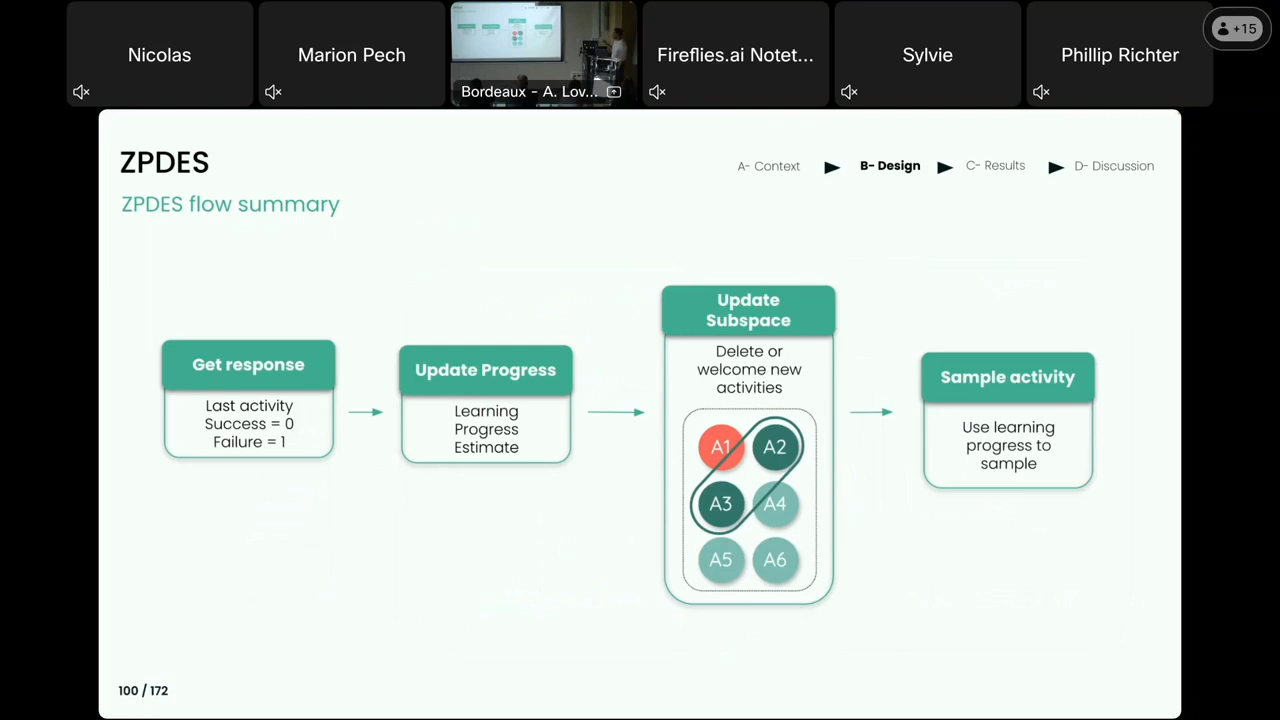 Nicolas
Marion Pech
Bordeaux - A. Lov...
Fireflies.ai Notet...
Sylvie
Phillip Richter
+15
ZPDES
A- Context
B- Design
C- Results
D- Discussion
ZPDES flow summary
Get response
Last activity
Success = 0
Failure = 1
Update Progress
Learning
Progress
Estimate
Update
Subspace
Delete or
welcome new
activities
A1
A2
A3
A4
A5
A6
Sample activity
Use learning
progress to
sample
100 / 172